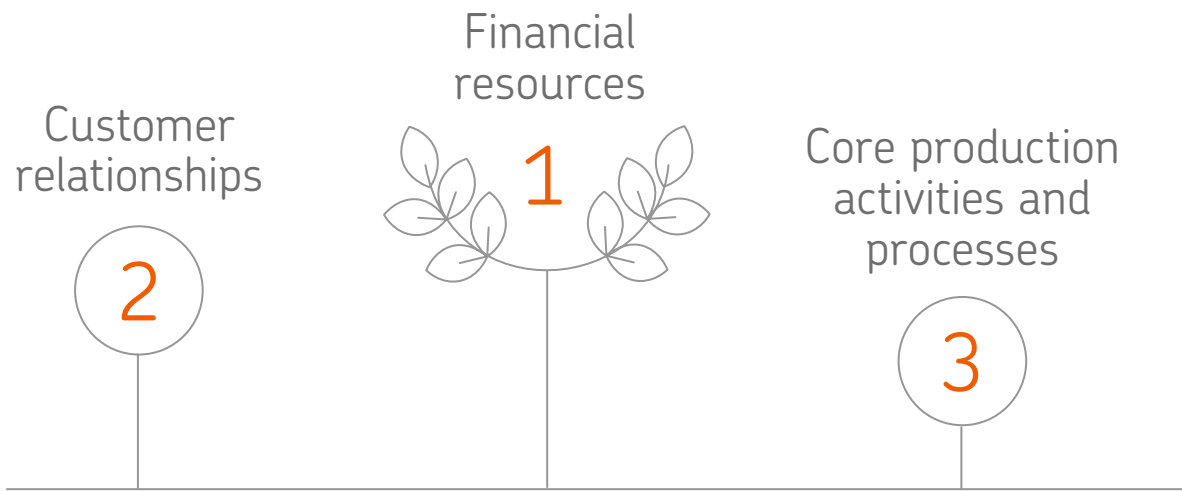 Financial
resources
1
Customer
relationships
2
Core production
activities and
processes
3